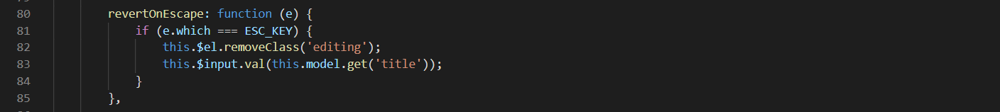 80 revertOnEscape: function (e) {
81 if (e.which === ESC_KEY) {
82 this.$el.removeClass('editing');
83 this.$input.val(this.model.get('title'));
84 }
85 },